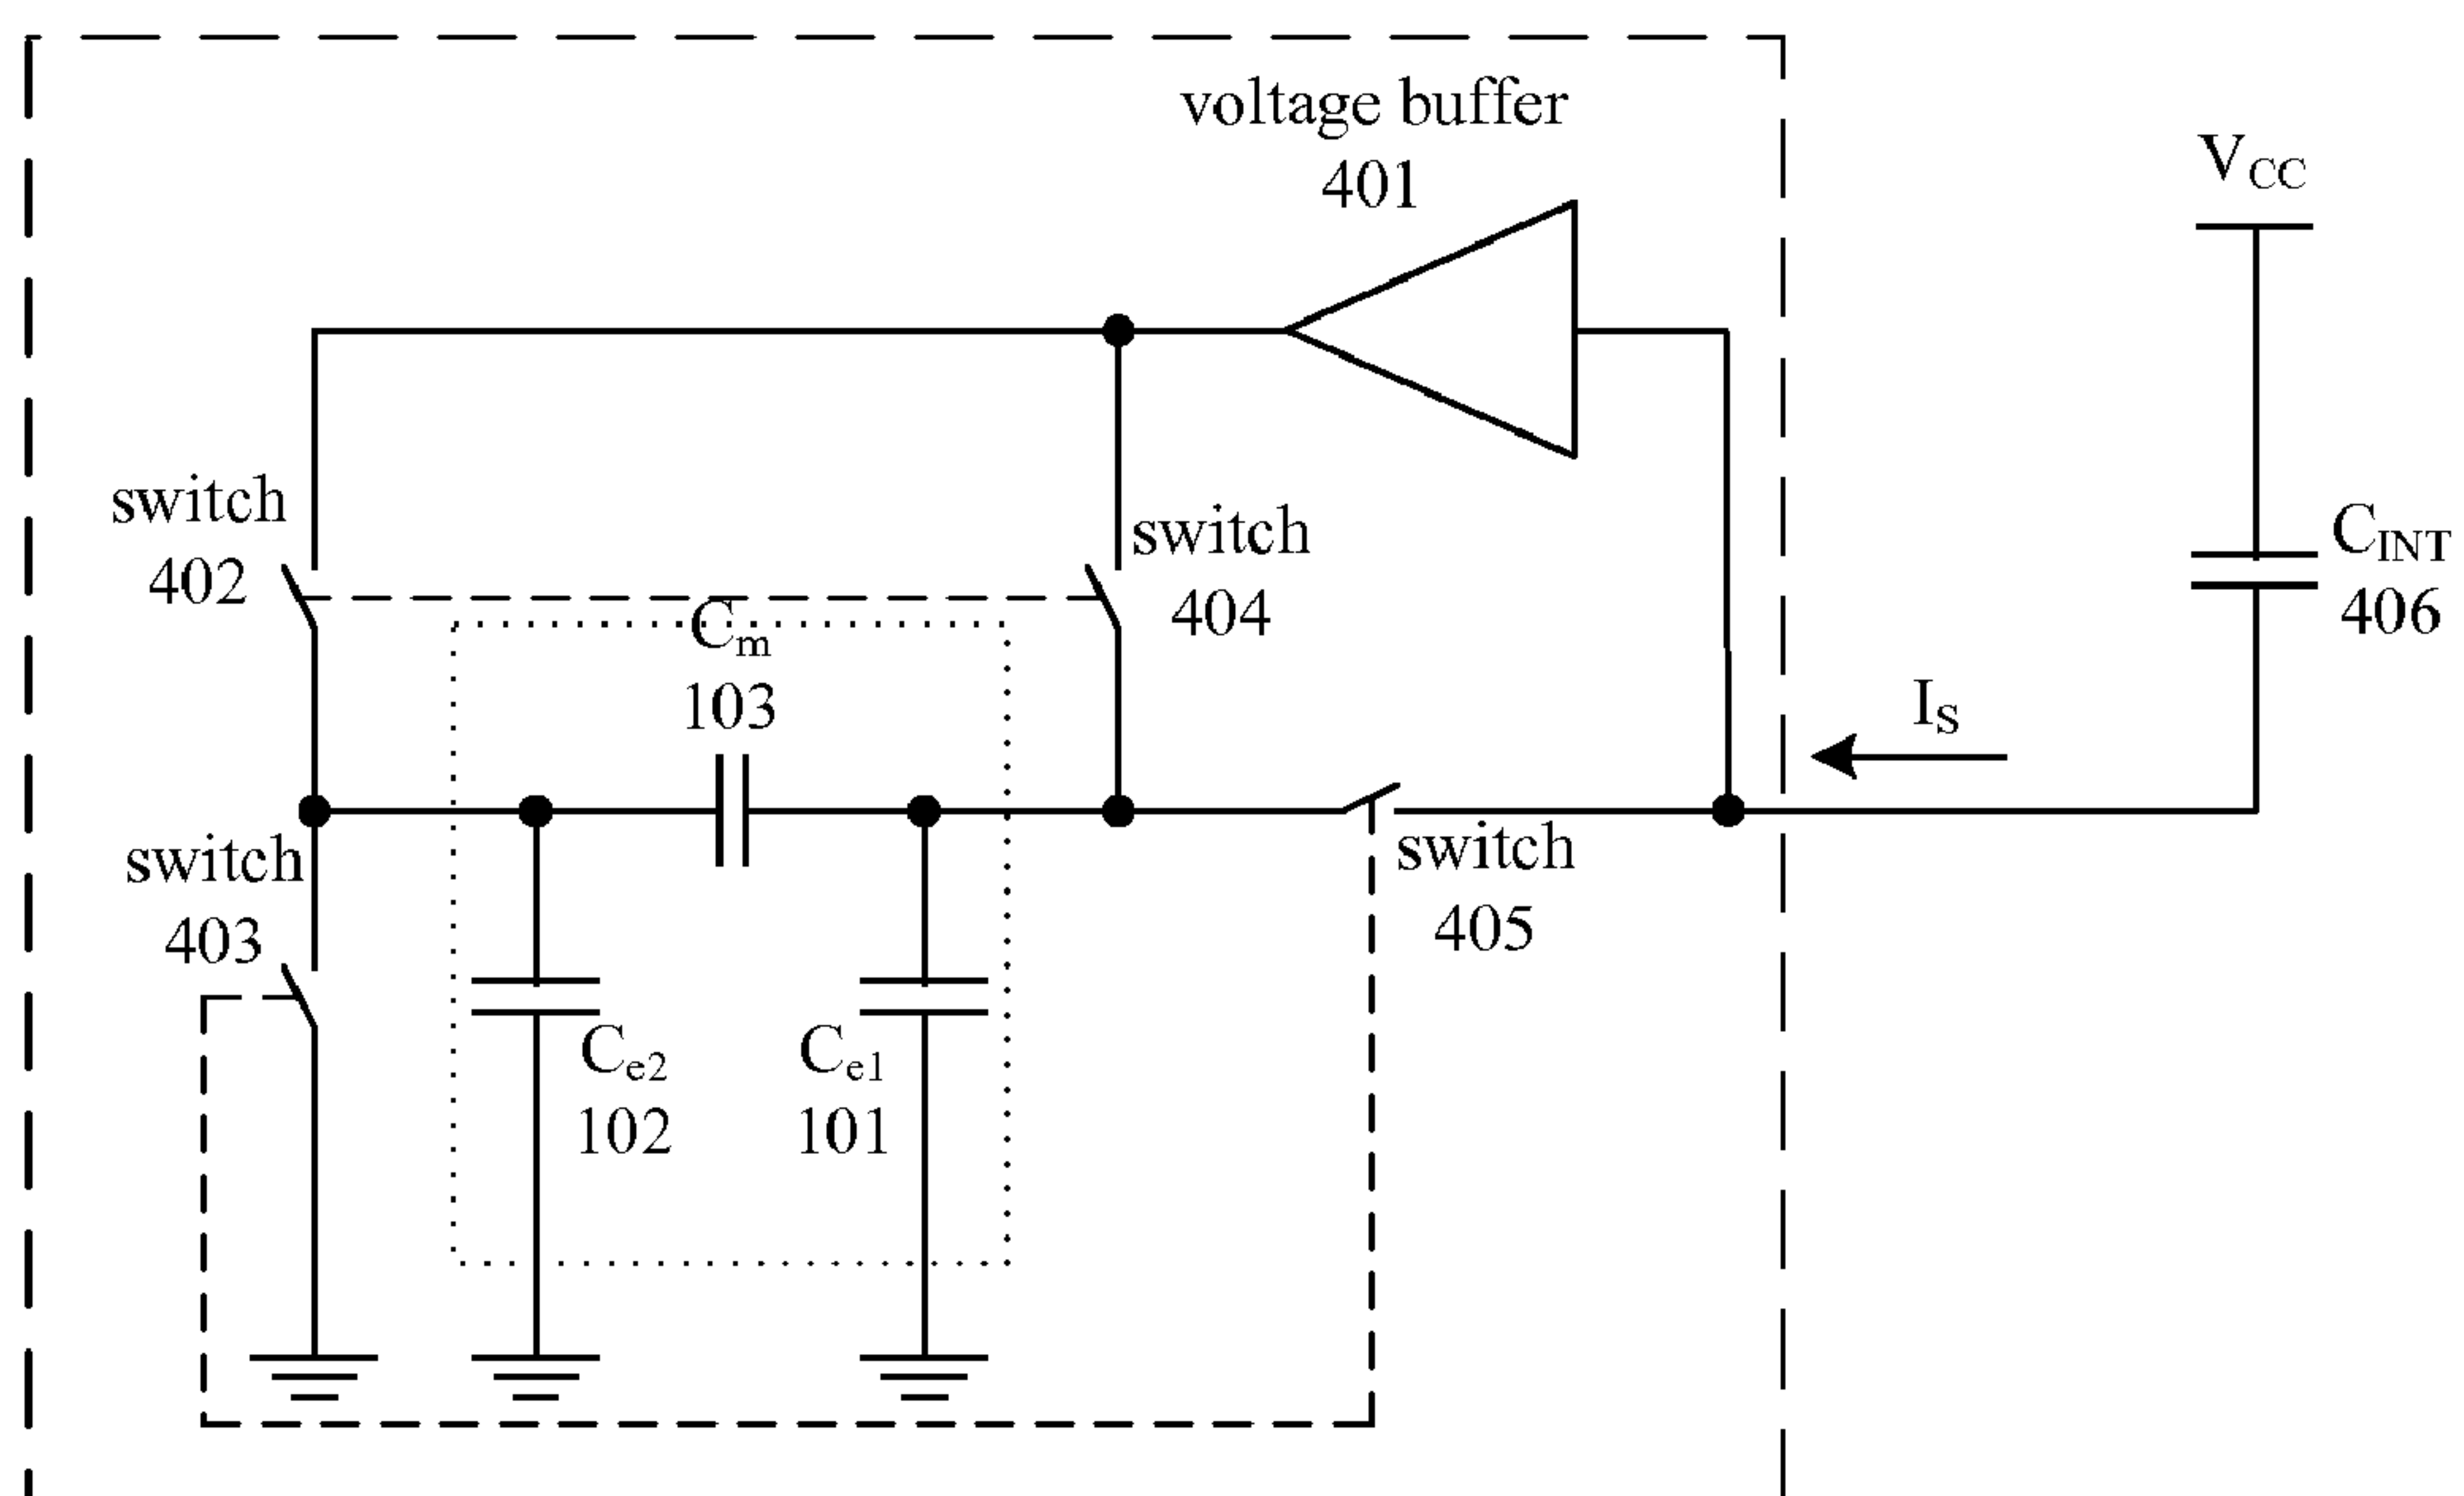 voltage buffer
401
VCC
switch
402
switch
404
CINT
406
Cm
103
IS
switch
403
switch
405
Ce2
102
Ce1
101